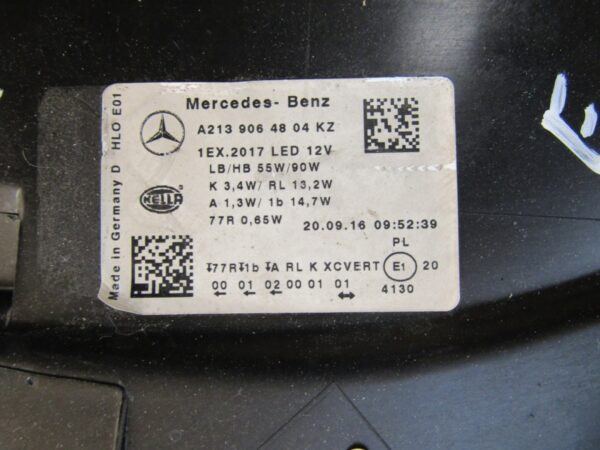 Mercedes-Benz
A213 906 48 04 KZ
1EX.2017 LED 12V
LB/HB 55W/90W
K 3,4W/ RL 13,2W
A 1,3W/ 1b 14,7W
77R 0,65W
20.09.16 09:52:39
PL
HELLA
Made in Germany D HLO E01
77R 1b A RL K XCVERT E1 20
00 01 02 00 01 01 4130